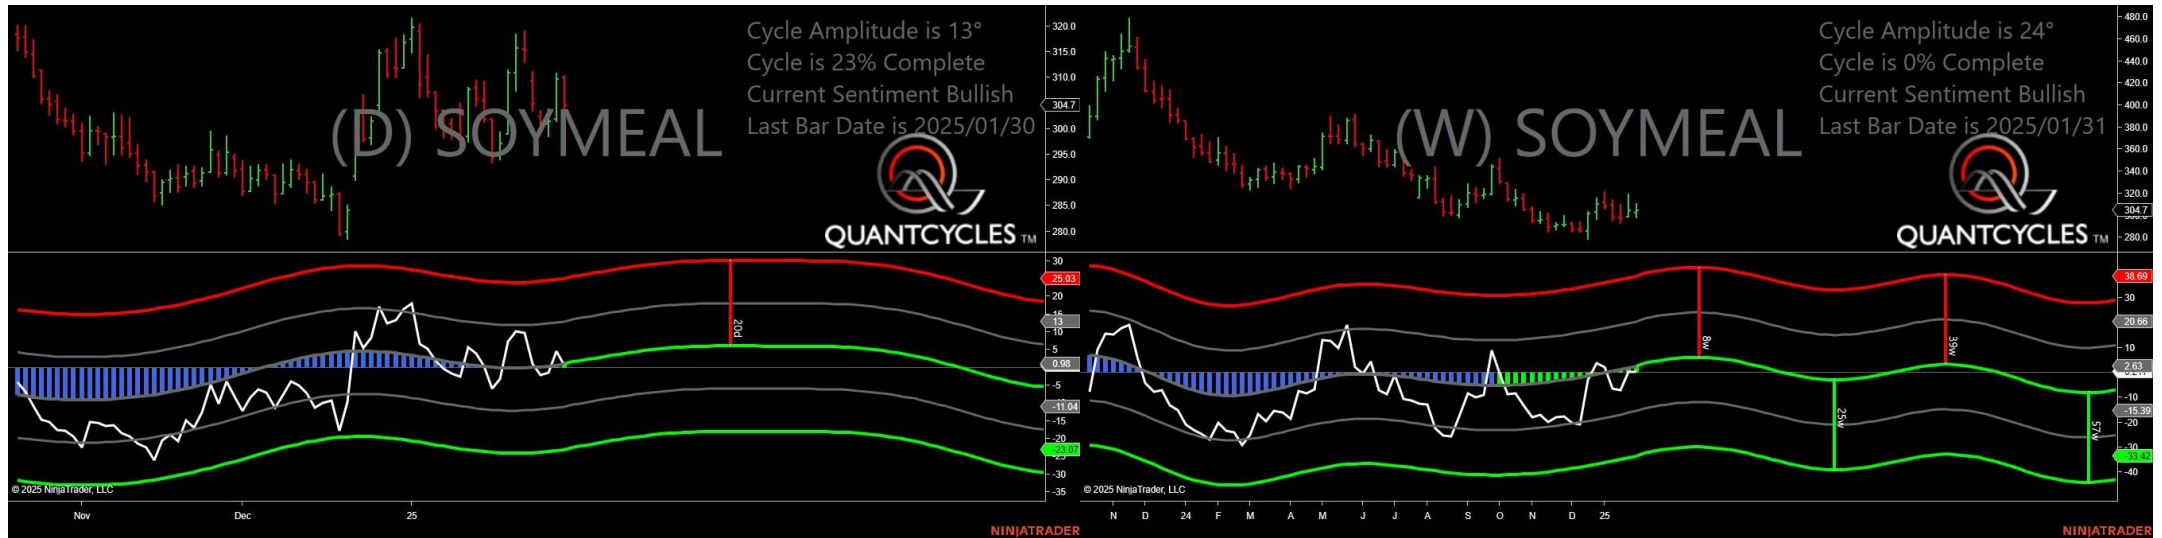 Cycle Amplitude is 13°
Cycle is 23% Complete
Current Sentiment Bullish
Last Bar Date is 2025/01/30
(D) SOYMEAL
QUANTCYCLES TM
320.0
315.0
310.0
304.7
300.0
295.0
290.0
285.0
280.0
30
25.03
20
13
10
5
0.98
-5
-11.04
-15
-20
-23.07
-30
-35
20d
© 2025 NinjaTrader, LLC
Nov
Dec
25
NINJATRADER
Cycle Amplitude is 24°
Cycle is 0% Complete
Current Sentiment Bullish
Last Bar Date is 2025/01/31
(W) SOYMEAL
QUANTCYCLES TM
480.0
460.0
440.0
420.0
400.0
380.0
360.0
340.0
320.0
304.7
280.0
38.69
30
20.66
10
2.63
-10
-15.39
-20
-33.42
-40
8w
39w
25w
57w
© 2025 NinjaTrader, LLC
N D 24 F M A M J J A S O N D 25
NINJATRADER